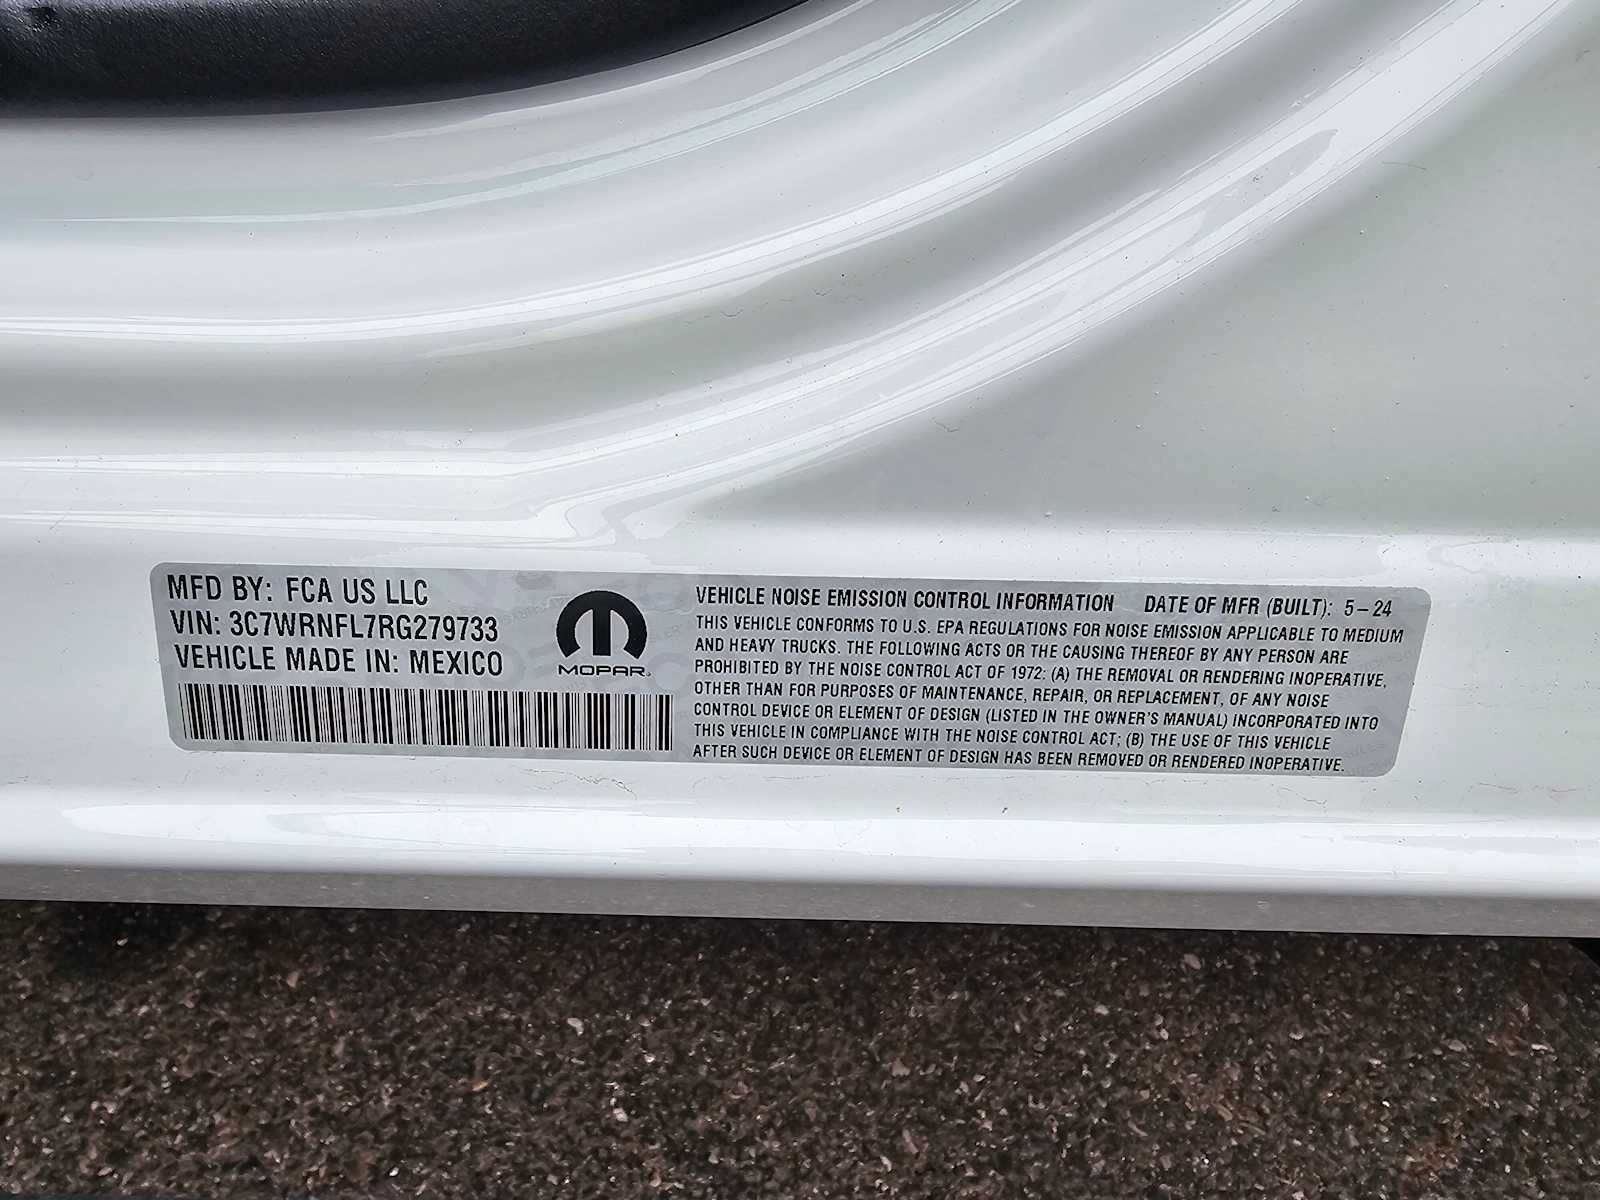 MFD BY: FCA US LLC
VIN: 3C7WRNFL7RG279733
VEHICLE MADE IN: MEXICO
MOPAR
VEHICLE NOISE EMISSION CONTROL INFORMATION DATE OF MFR (BUILT): 5-24
THIS VEHICLE CONFORMS TO U.S. EPA REGULATIONS FOR NOISE EMISSION APPLICABLE TO MEDIUM
AND HEAVY TRUCKS. THE FOLLOWING ACTS OR THE CAUSING THEREOF BY ANY PERSON ARE
PROHIBITED BY THE NOISE CONTROL ACT OF 1972: (A) THE REMOVAL OR RENDERING INOPERATIVE,
OTHER THAN FOR PURPOSES OF MAINTENANCE, REPAIR, OR REPLACEMENT, OF ANY NOISE
CONTROL DEVICE OR ELEMENT OF DESIGN (LISTED IN THE OWNER'S MANUAL) INCORPORATED INTO
THIS VEHICLE IN COMPLIANCE WITH THE NOISE CONTROL ACT; (B) THE USE OF THIS VEHICLE
AFTER SUCH DEVICE OR ELEMENT OF DESIGN HAS BEEN REMOVED OR RENDERED INOPERATIVE.